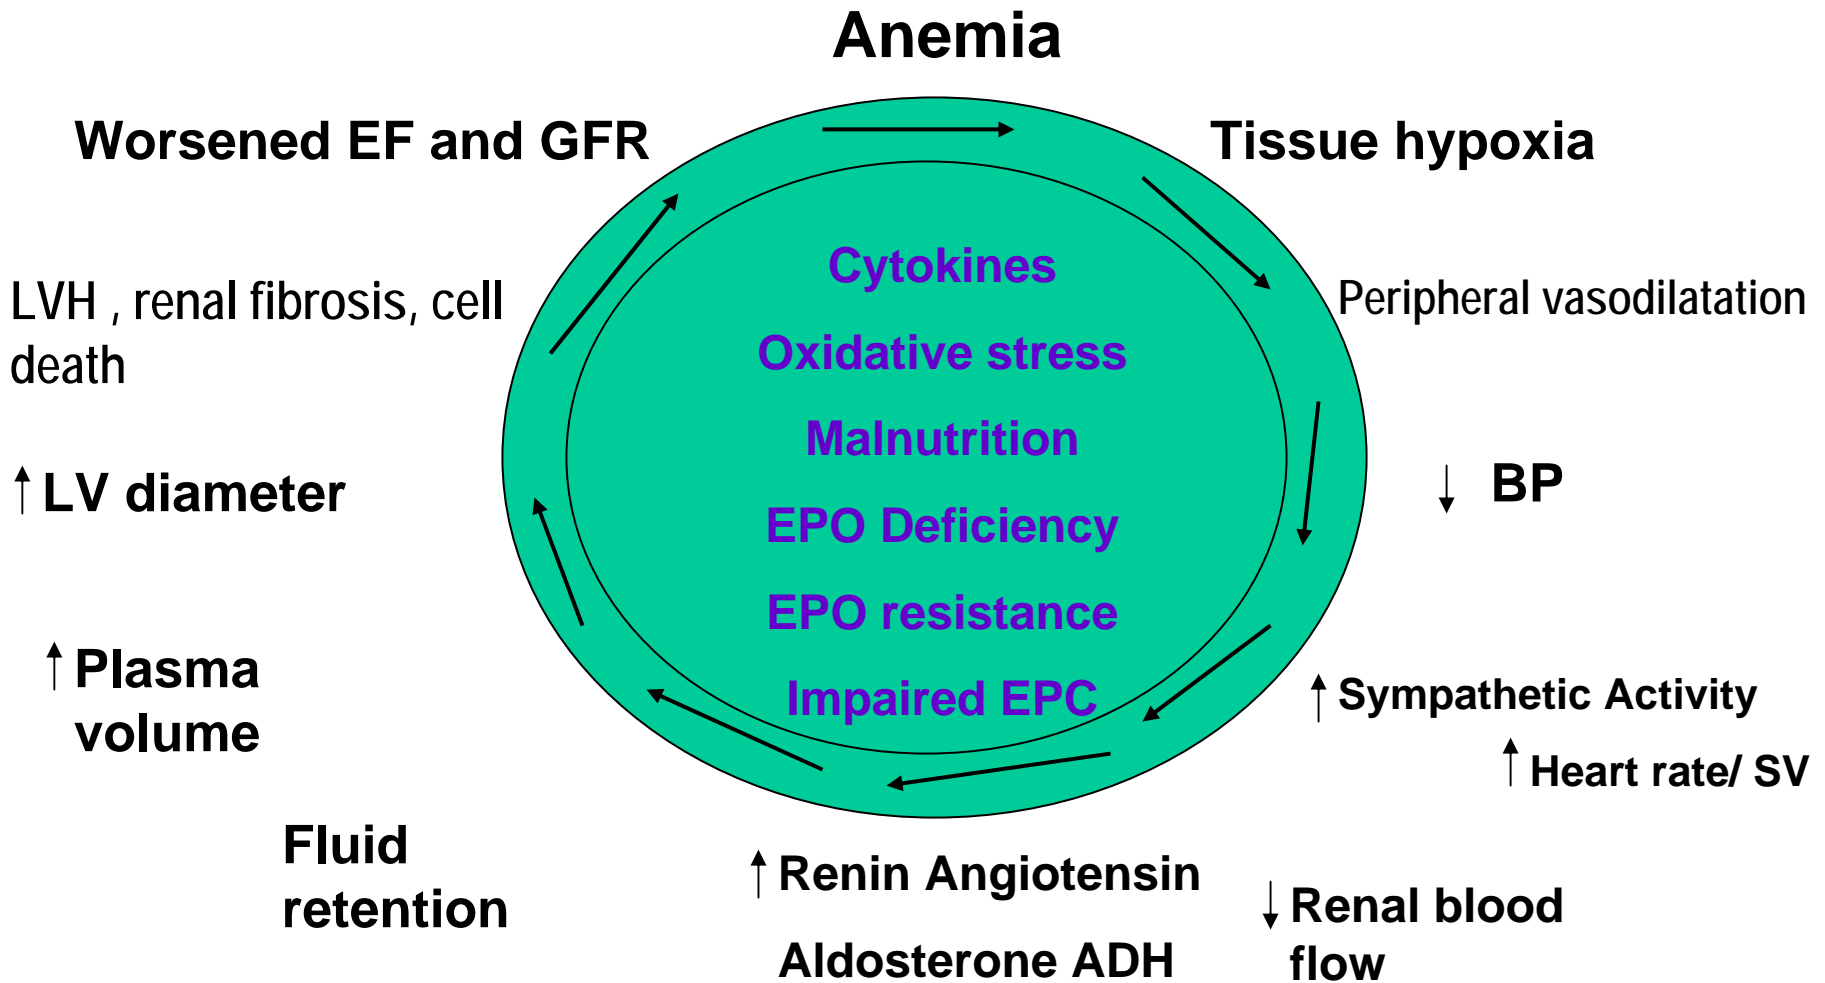 Anemia
Worsened EF and GFR
Tissue hypoxia
Cytokines
LVH , renal fibrosis, cell
death
Peripheral vasodilatation
Oxidative stress
Malnutrition
↑ LV diameter
↓ BP
EPO Deficiency
EPO resistance
↑ Plasma
volume
Impaired EPC
↑ Sympathetic Activity
↑ Heart rate/ SV
Fluid
retention
↑ Renin Angiotensin
Aldosterone ADH
↓ Renal blood
flow